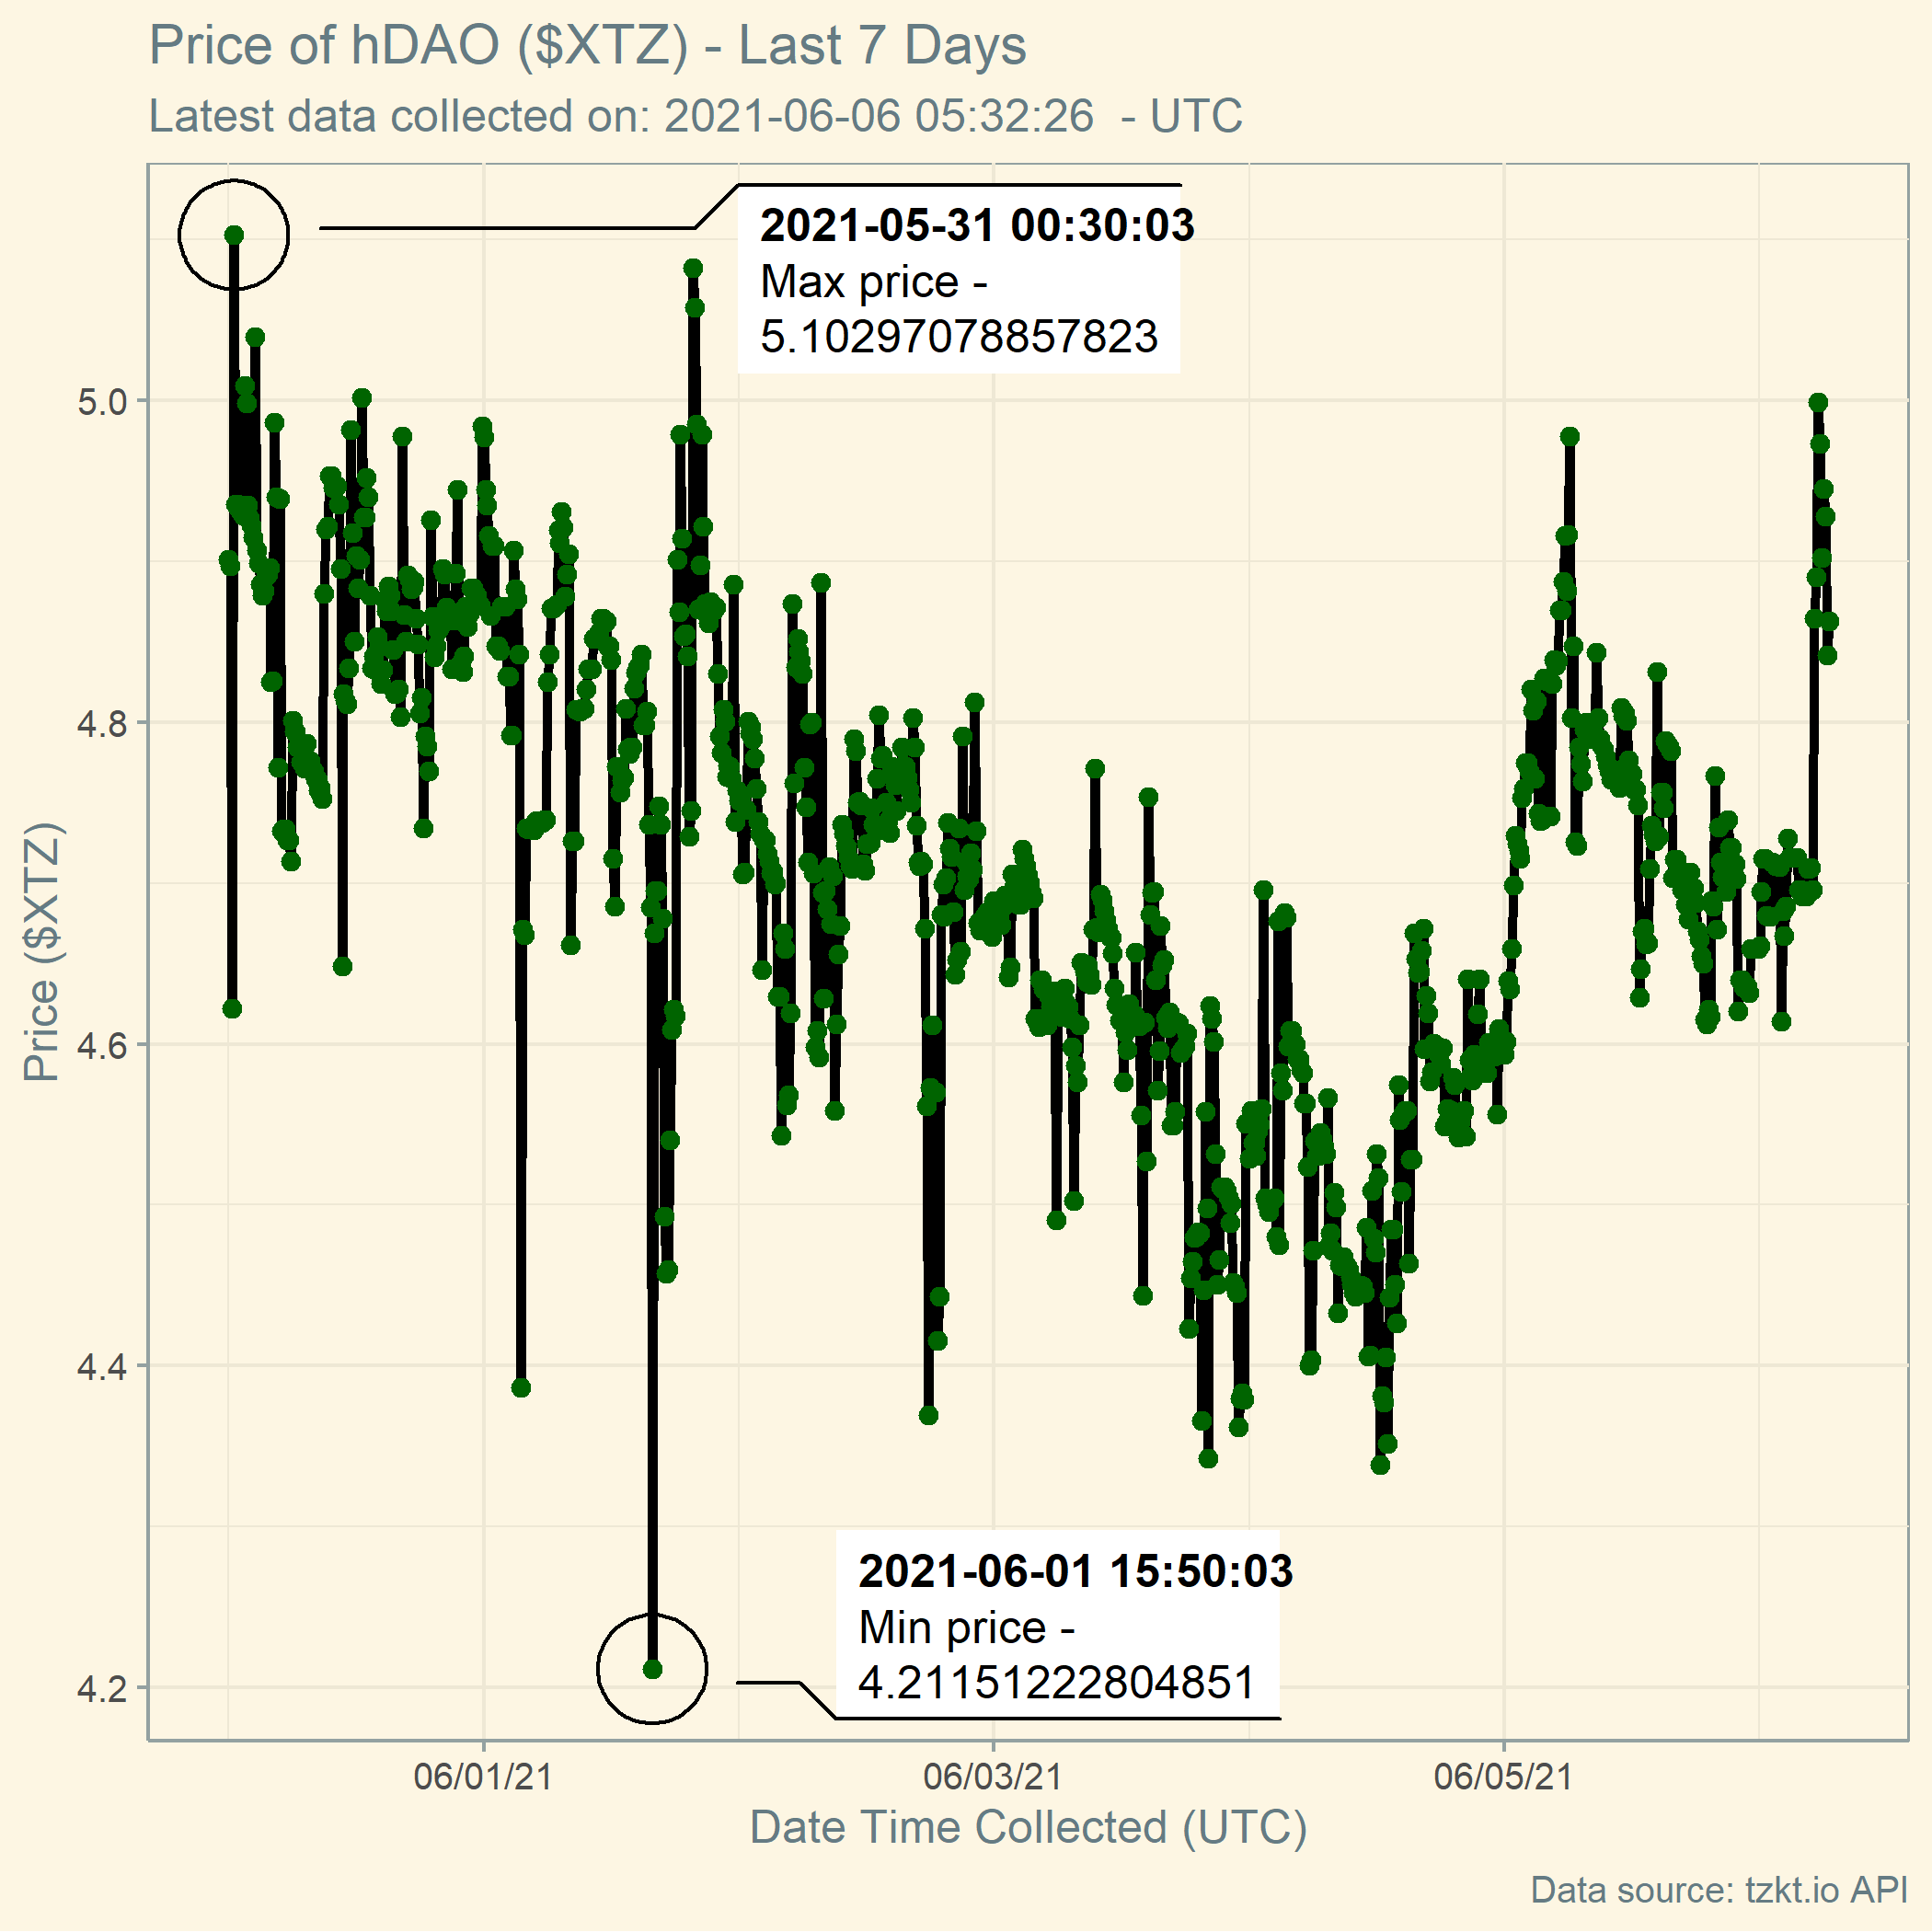 Price of hDAO ($XTZ) - Last 7 Days
Latest data collected on: 2021-06-06 05:32:26  - UTC
2021-05-31 00:30:03
Max price -
5.10297078857823
5.0
4.8
4.6
4.4
4.2
Price ($XTZ)
2021-06-01 15:50:03
Min price -
4.21151222804851
06/01/21
06/03/21
06/05/21
Date Time Collected (UTC)
Data source: tzkt.io API